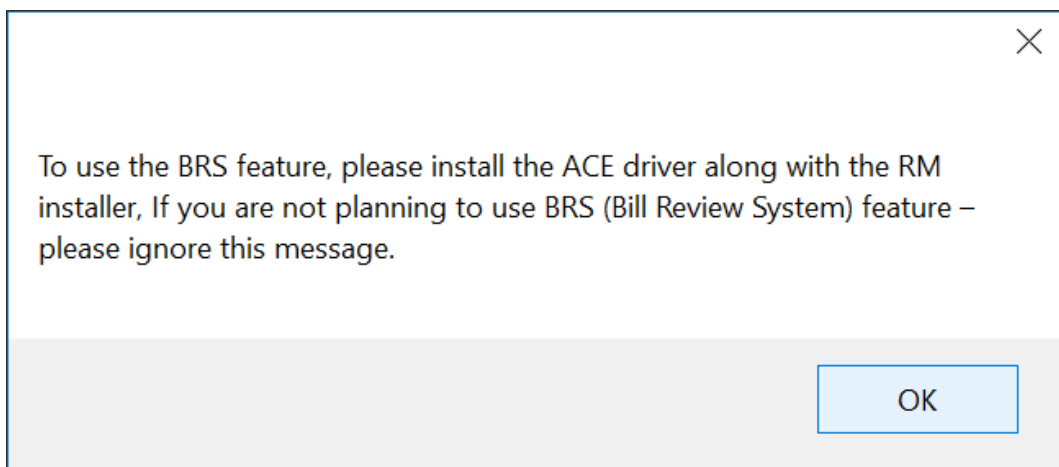 To use the BRS feature, please install the ACE driver along with the RM
installer, If you are not planning to use BRS (Bill Review System) feature –
please ignore this message.
OK